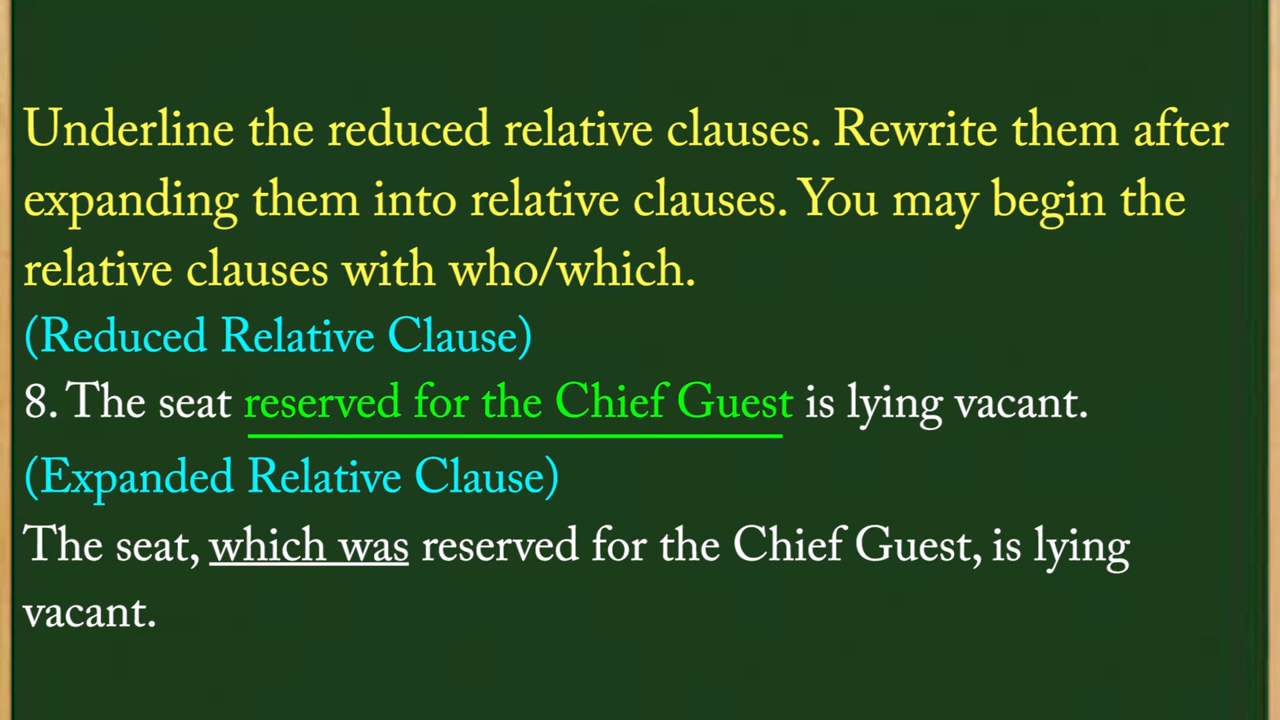 Underline the reduced relative clauses. Rewrite them after
expanding them into relative clauses. You may begin the
relative clauses with who/which.
(Reduced Relative Clause)
8. The seat reserved for the Chief Guest is lying vacant.
(Expanded Relative Clause)
The seat, which was reserved for the Chief Guest, is lying
vacant.